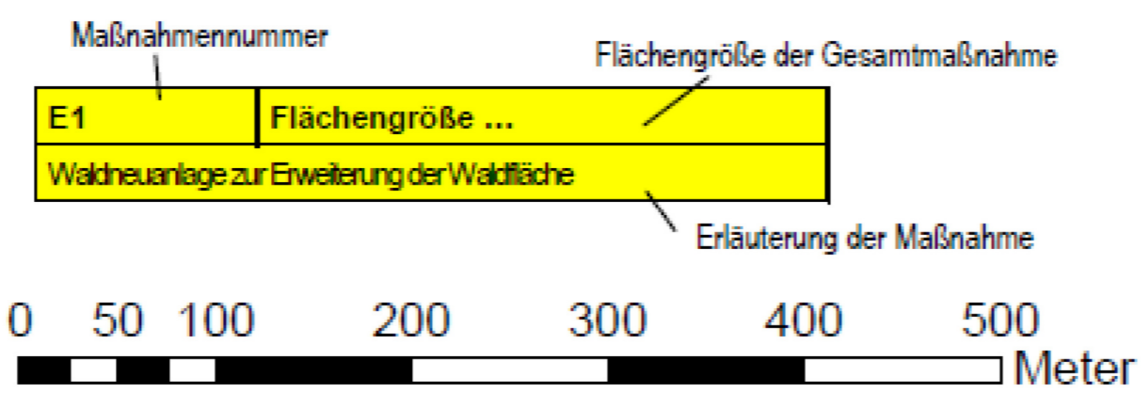 Maßnahmennummer
Flächengröße der Gesamtmaßnahme
E1 Flächengröße ...
Waldneuanlage zur Erweiterung der Waldfläche
Erläuterung der Maßnahme
0 50 100 200 300 400 500
Meter